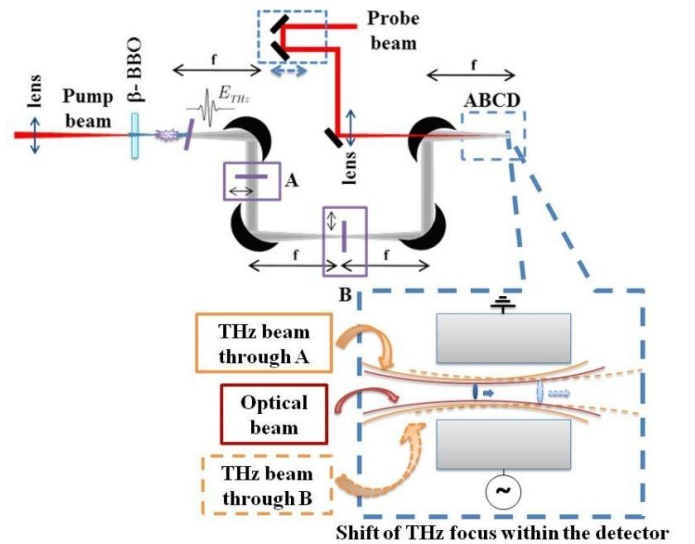 Probe
beam
f
f
β- BBO
lens
Pump
beam
E_THz
ABCD
lens
A
f
f
B
THz beam
through A
Optical
beam
THz beam
through B
~
Shift of THz focus within the detector